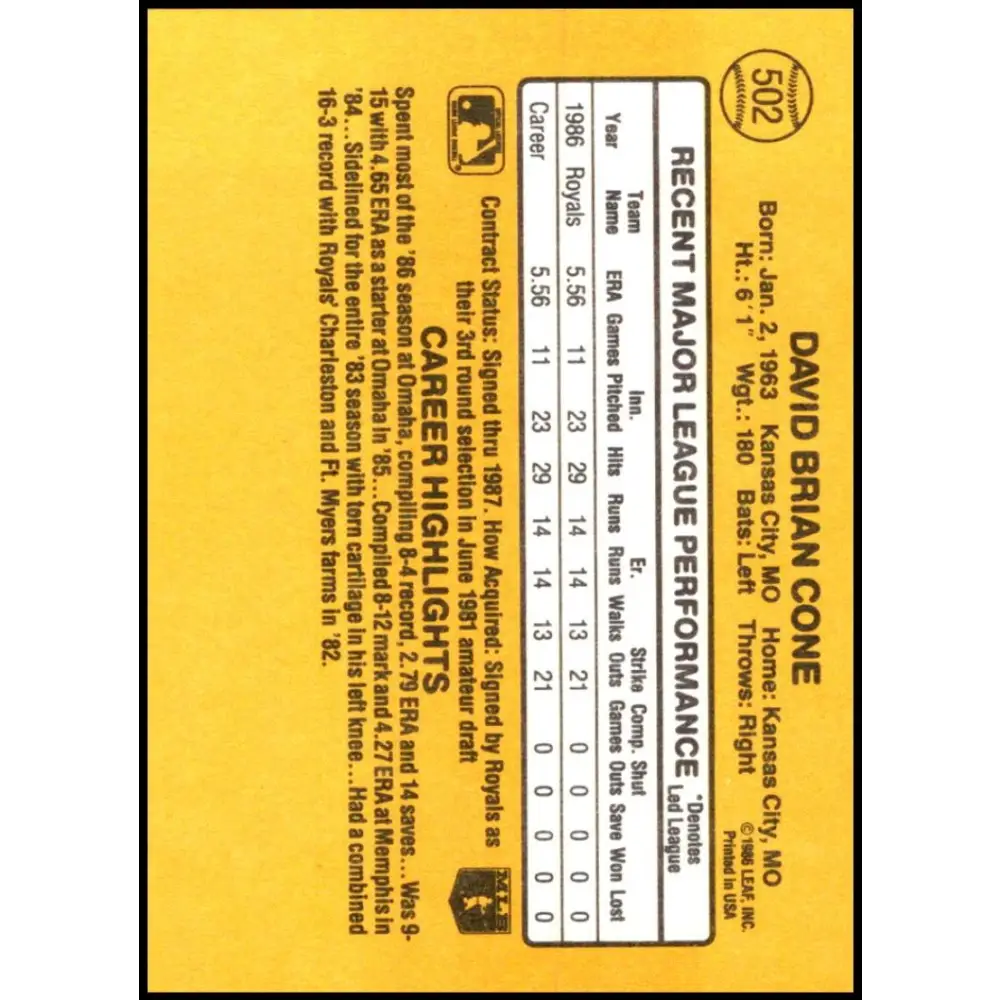 502
DAVID BRIAN CONE
Born: Jan. 2, 1963 Kansas City, MO Home: Kansas City, MO
Ht.: 6'1" Wgt.: 180 Bats: Left Throws: Right
© 1986 LEAF, INC.
Printed in USA
RECENT MAJOR LEAGUE PERFORMANCE
*Denotes
Led League
Team Inn. Er. Strike Comp. Shut
Year Name ERA Games Pitched Hits Runs Runs Walks Outs Games Outs Save Won Lost
1986 Royals 5.56 11 23 29 14 14 13 21 0 0 0 0 0
Career 5.56 11 23 29 14 14 13 21 0 0 0 0 0
MLB
Contract Status: Signed thru 1987. How Acquired: Signed by Royals as
their 3rd round selection in June 1981 amateur draft
CAREER HIGHLIGHTS
Spent most of the '86 season at Omaha, compiling 8-4 record, 2.79 ERA and 14 saves...Was 9-
15 with 4.65 ERA as a starter at Omaha in '85...Compiled 8-12 mark and 4.27 ERA at Memphis in
'84...Sidelined for the entire '83 season with torn cartilage in his left knee...Had a combined
16-3 record with Royals' Charleston and Ft. Myers farms in '82.